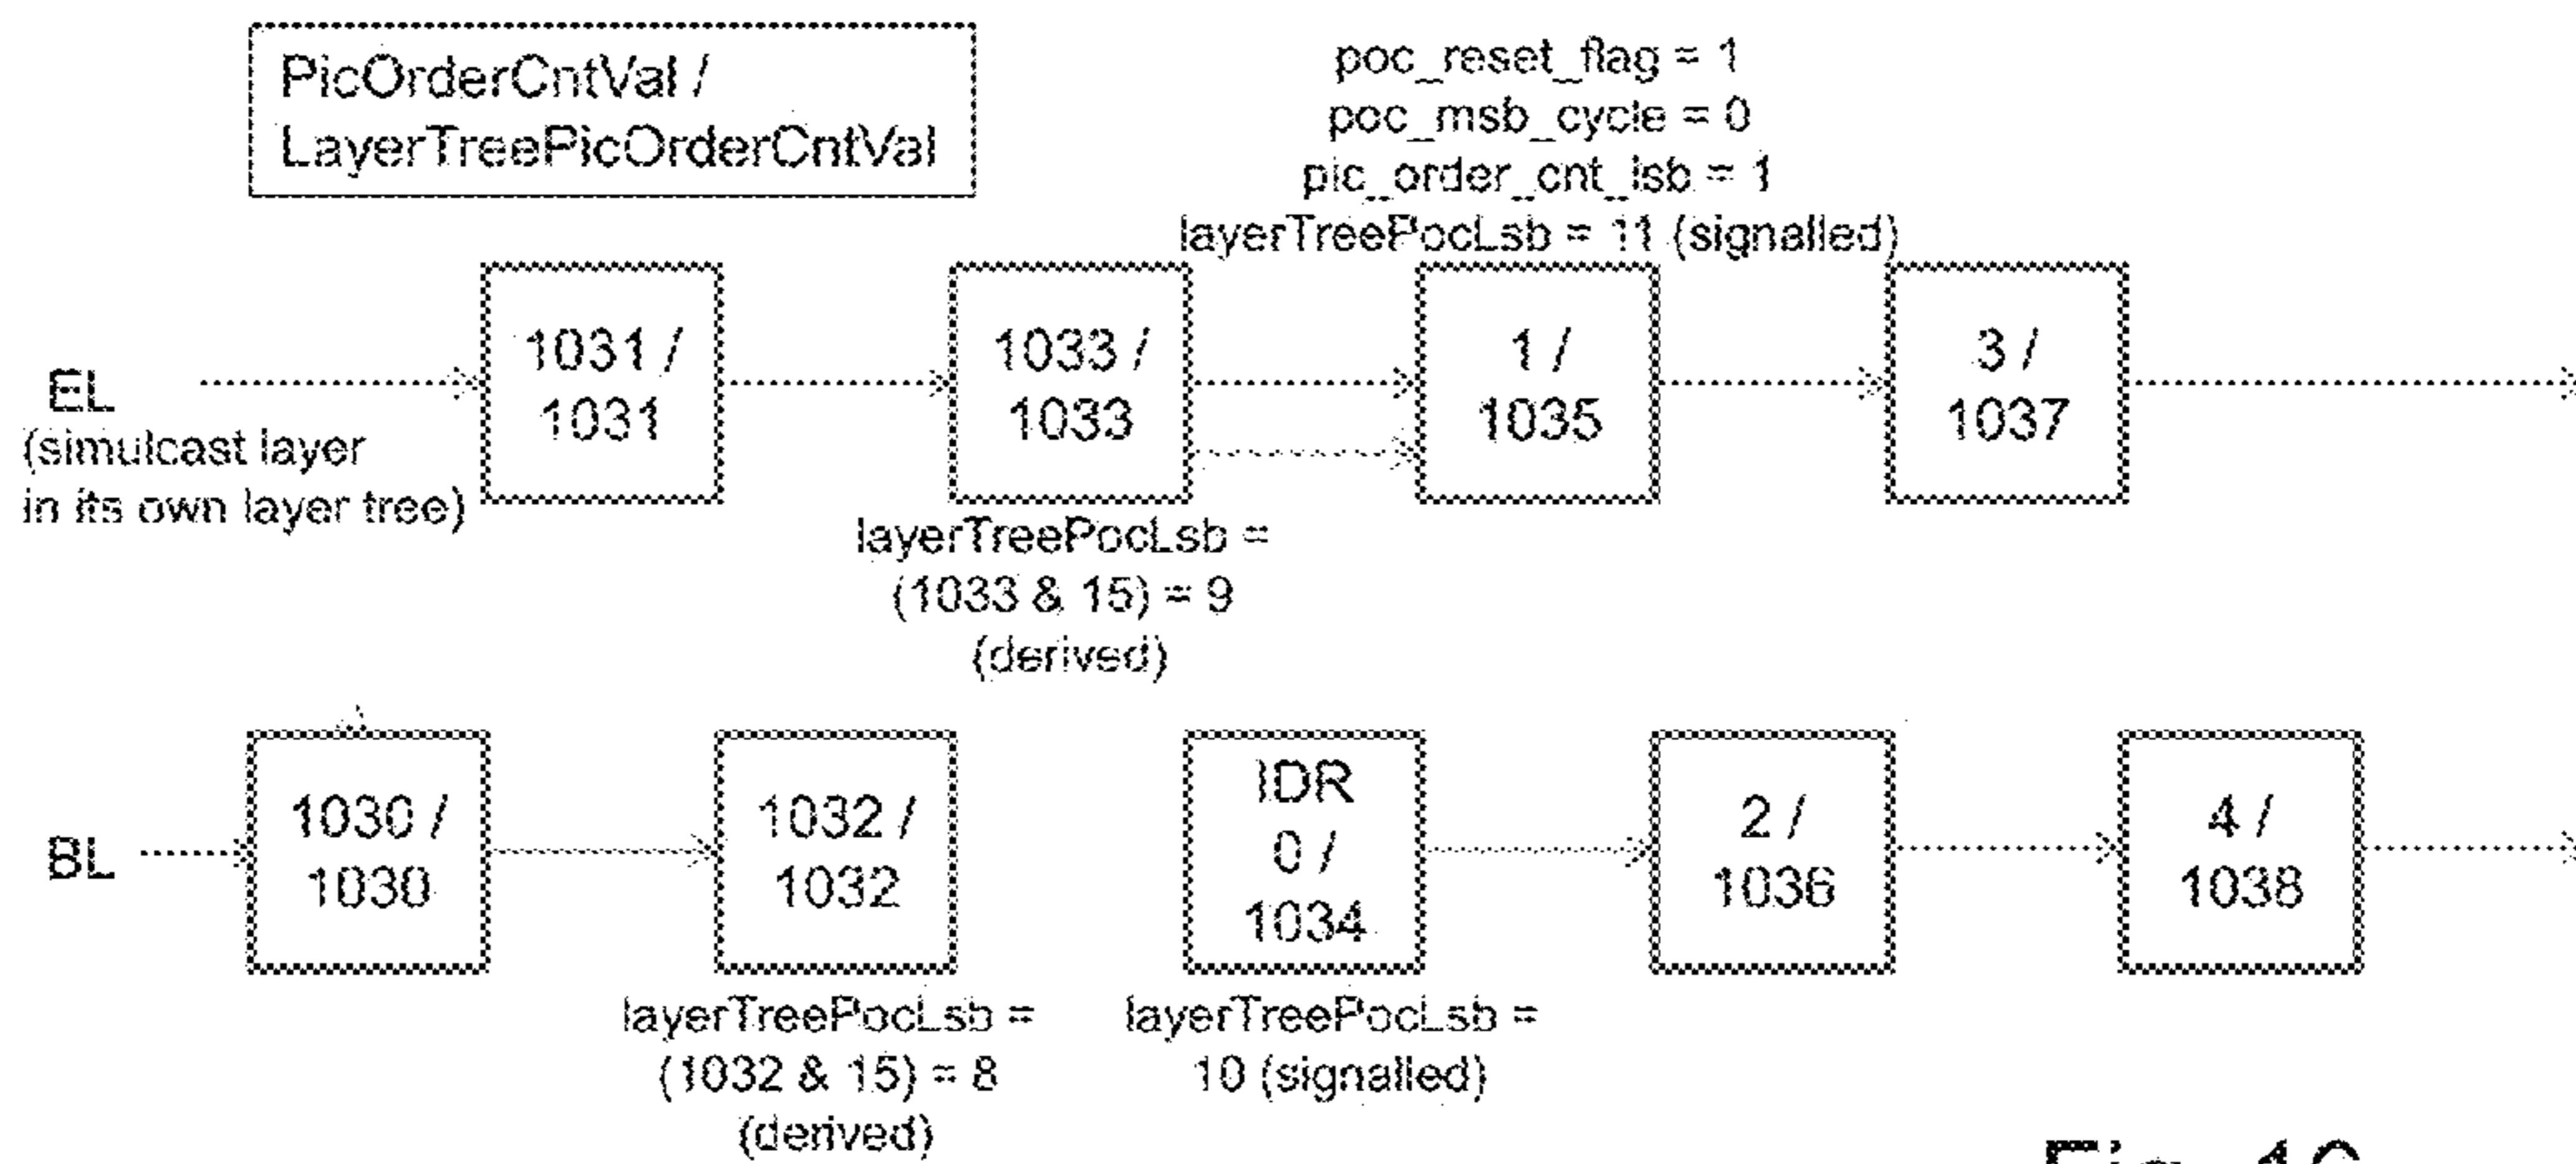 PicOrderCntVal /
LayerTreePicOrderCntVal
poc_reset_flag = 1
poc_msb_cycle = 0
pic_order_cnt_lsb = 1
layerTreePocLsb = 11 (signalled)
EL
(simulcast layer
in its own layer tree)
1031 /
1031
1033 /
1033
1 /
1035
3 /
1037
layerTreePocLsb =
(1033 & 15) = 9
(derived)
BL
1030 /
1030
1032 /
1032
IDR
0 /
1034
2 /
1036
4 /
1038
layerTreePocLsb =
(1032 & 15) = 8
(derived)
layerTreePocLsb =
10 (signalled)